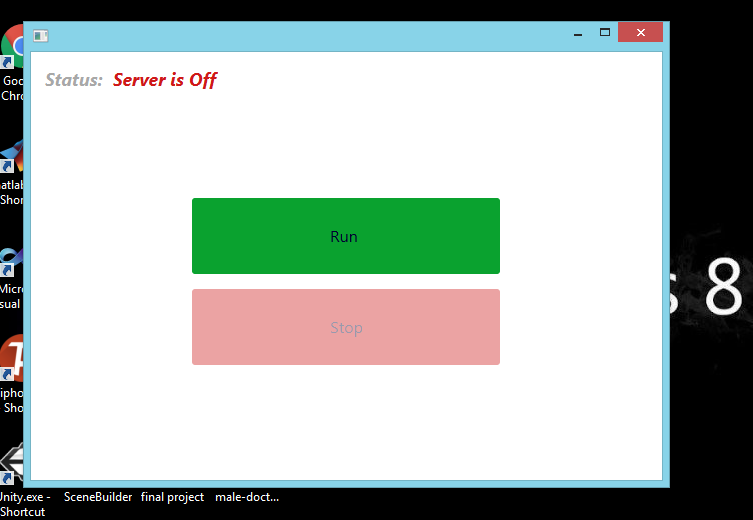 Status: Server is Off
Run
Stop
s 8
Goo
Chro
atlab
Shor
Micro
sual
ipho
Sho
Unity.exe -
Shortcut
SceneBuilder
final project
male-doct...